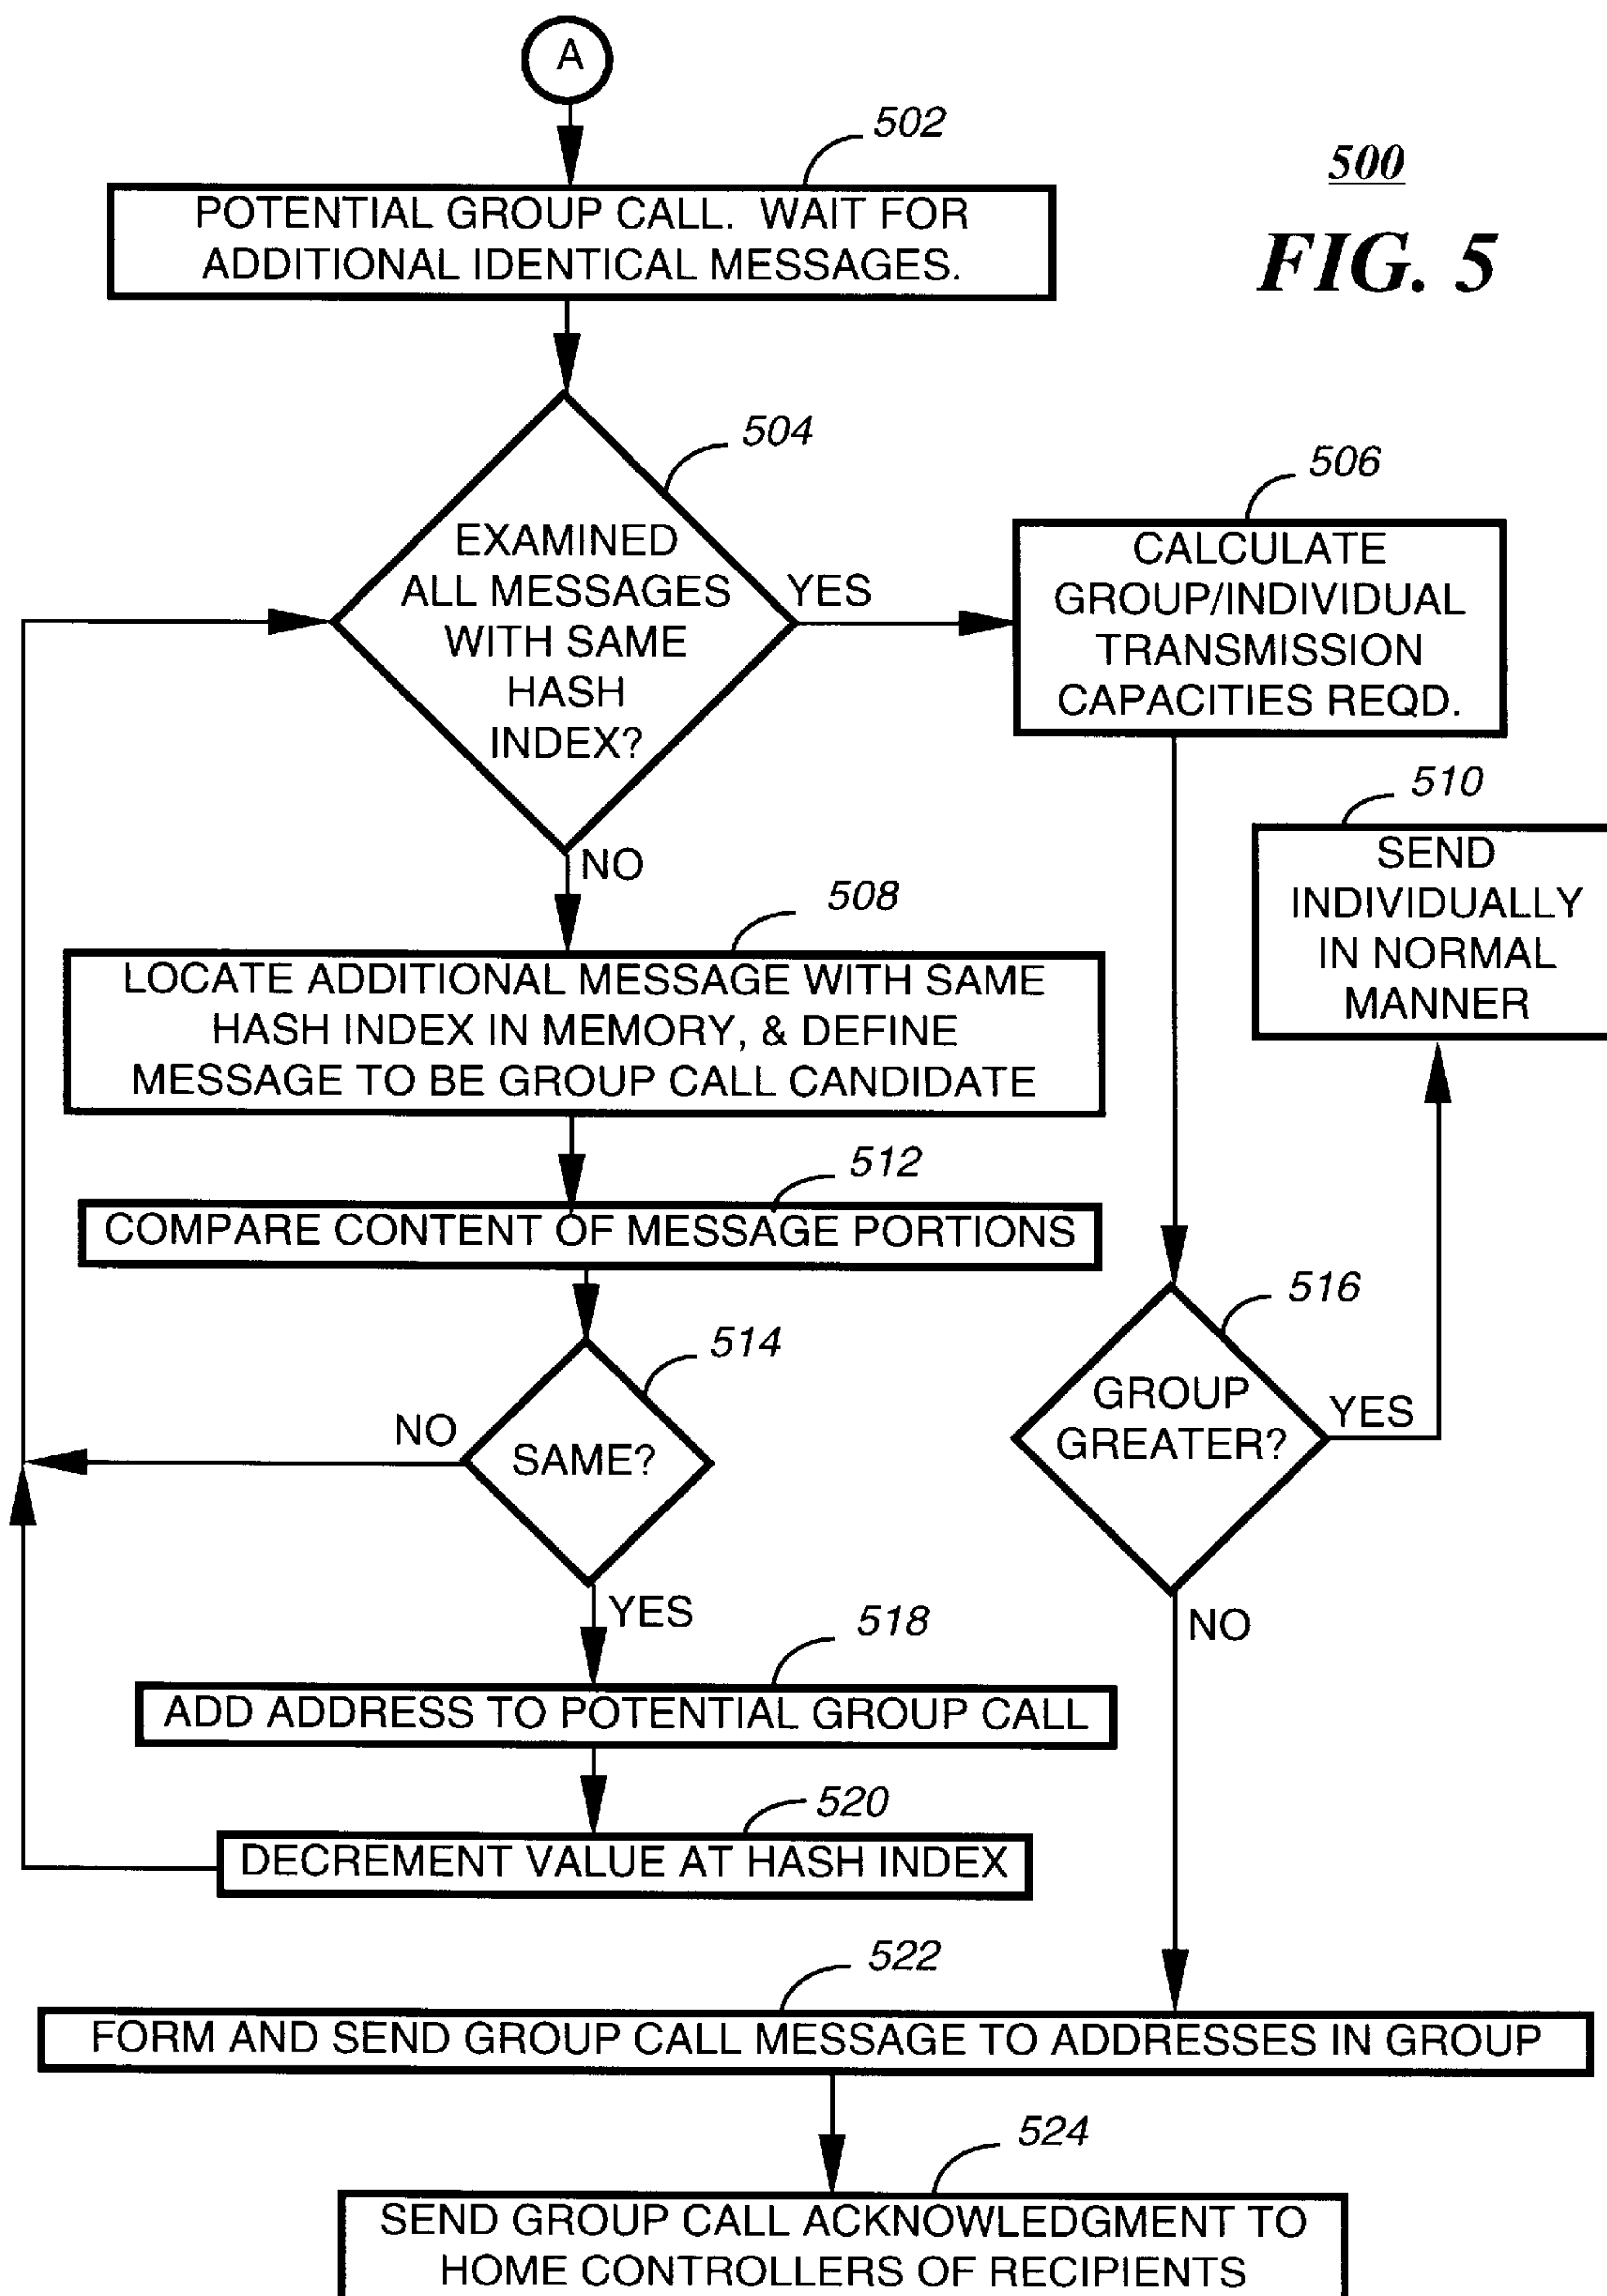 A
502
500
FIG. 5
POTENTIAL GROUP CALL. WAIT FOR
ADDITIONAL IDENTICAL MESSAGES.
504
EXAMINED
ALL MESSAGES
WITH SAME
HASH
INDEX?
YES
506
CALCULATE
GROUP/INDIVIDUAL
TRANSMISSION
CAPACITIES REQD.
NO
508
LOCATE ADDITIONAL MESSAGE WITH SAME
HASH INDEX IN MEMORY, & DEFINE
MESSAGE TO BE GROUP CALL CANDIDATE
510
SEND
INDIVIDUALLY
IN NORMAL
MANNER
512
COMPARE CONTENT OF MESSAGE PORTIONS
514
SAME?
NO
YES
516
GROUP
GREATER?
YES
NO
518
ADD ADDRESS TO POTENTIAL GROUP CALL
520
DECREMENT VALUE AT HASH INDEX
522
FORM AND SEND GROUP CALL MESSAGE TO ADDRESSES IN GROUP
524
SEND GROUP CALL ACKNOWLEDGMENT TO
HOME CONTROLLERS OF RECIPIENTS